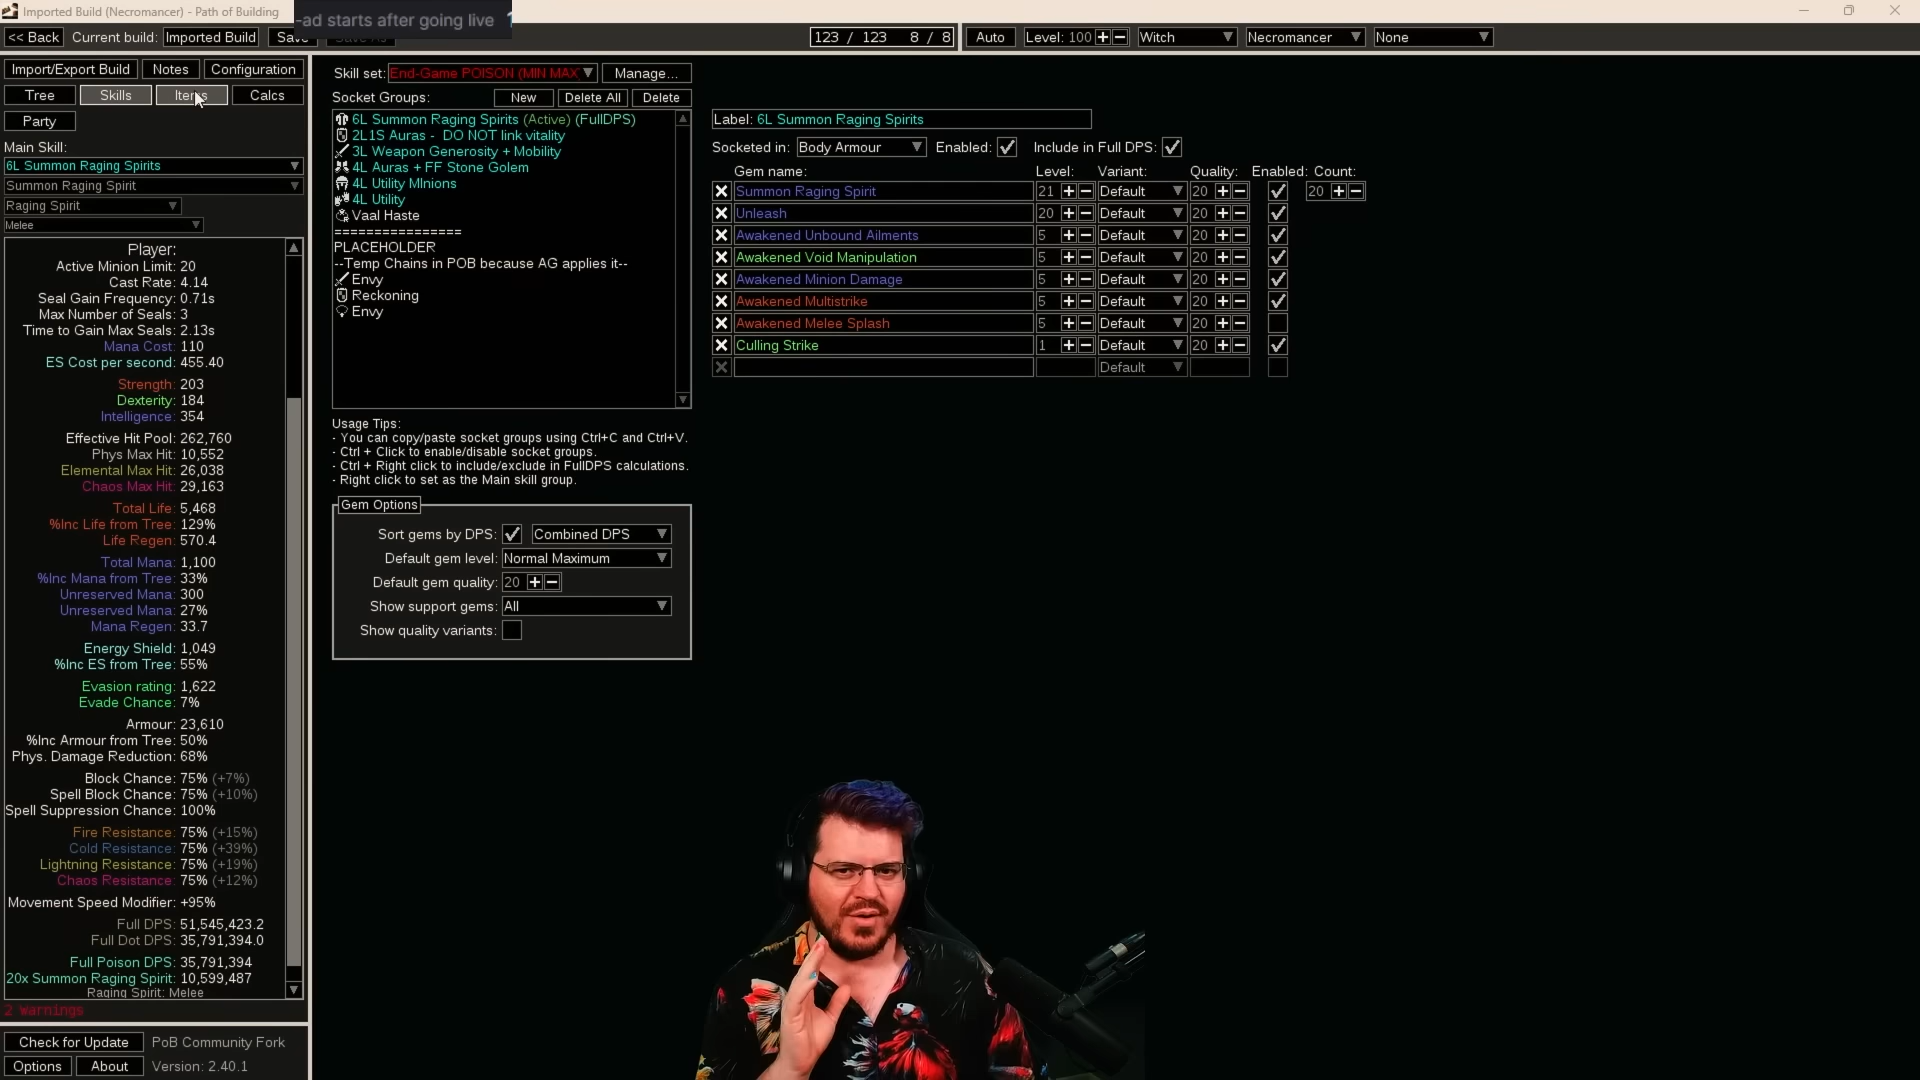 Imported Build (Necromancer) - Path of Building
-ad starts after going live
<< Back Current build: Imported Build Save 123 / 123 8 / 8 Auto Level: 100 Witch Necromancer None
Import/Export Build Notes Configuration
Tree Skills Items Calcs
Party
Main Skill:
6L Summon Raging Spirits
Summon Raging Spirit
Raging Spirit
Melee
Player:
Active Minion Limit: 20
Cast Rate: 4.14
Seal Gain Frequency: 0.71s
Max Number of Seals: 3
Time to Gain Max Seals: 2.13s
Mana Cost: 110
ES Cost per second: 455.40
Strength: 203
Dexterity: 184
Intelligence: 354
Effective Hit Pool: 262,760
Phys Max Hit: 10,552
Elemental Max Hit: 26,038
Chaos Max Hit: 29,163
Total Life: 5,468
%Inc Life from Tree: 129%
Life Regen: 570.4
Total Mana: 1,100
%Inc Mana from Tree: 33%
Unreserved Mana: 300
Unreserved Mana: 27%
Mana Regen: 33.7
Energy Shield: 1,049
%Inc ES from Tree: 55%
Evasion rating: 1,622
Evade Chance: 7%
Armour: 23,610
%Inc Armour from Tree: 50%
Phys. Damage Reduction: 68%
Block Chance: 75% (+7%)
Spell Block Chance: 75% (+10%)
Spell Suppression Chance: 100%
Fire Resistance: 75% (+15%)
Cold Resistance: 75% (+39%)
Lightning Resistance: 75% (+19%)
Chaos Resistance: 75% (+12%)
Movement Speed Modifier: +95%
Full DPS: 51,545,423.2
Full Dot DPS: 35,791,394.0
Full Poison DPS: 35,791,394
20x Summon Raging Spirit: 10,599,487
Raging Spirit: Melee
2 Warnings
Check for Update PoB Community Fork
Options About Version: 2.40.1
Skill set: End-Game POISON (MIN MAX Manage...
Socket Groups: New Delete All Delete
6L Summon Raging Spirits (Active) (FullDPS)
2L1S Auras - DO NOT link vitality
3L Weapon Generosity + Mobility
4L Auras + FF Stone Golem
4L Utility MInions
4L Utility
Vaal Haste
================
PLACEHOLDER
--Temp Chains in POB because AG applies it--
Envy
Reckoning
Envy
Usage Tips:
- You can copy/paste socket groups using Ctrl+C and Ctrl+V.
- Ctrl + Click to enable/disable socket groups.
- Ctrl + Right click to include/exclude in FullDPS calculations.
- Right click to set as the Main skill group.
Gem Options
Sort gems by DPS: Combined DPS
Default gem level: Normal Maximum
Default gem quality: 20
Show support gems: All
Show quality variants:
Label: 6L Summon Raging Spirits
Socketed in: Body Armour Enabled: Include in Full DPS:
Gem name: Level: Variant: Quality: Enabled: Count:
Summon Raging Spirit 21 Default 20 20
Unleash 20 Default 20
Awakened Unbound Ailments 5 Default 20
Awakened Void Manipulation 5 Default 20
Awakened Minion Damage 5 Default 20
Awakened Multistrike 5 Default 20
Awakened Melee Splash 5 Default 20
Culling Strike 1 Default 20
Default